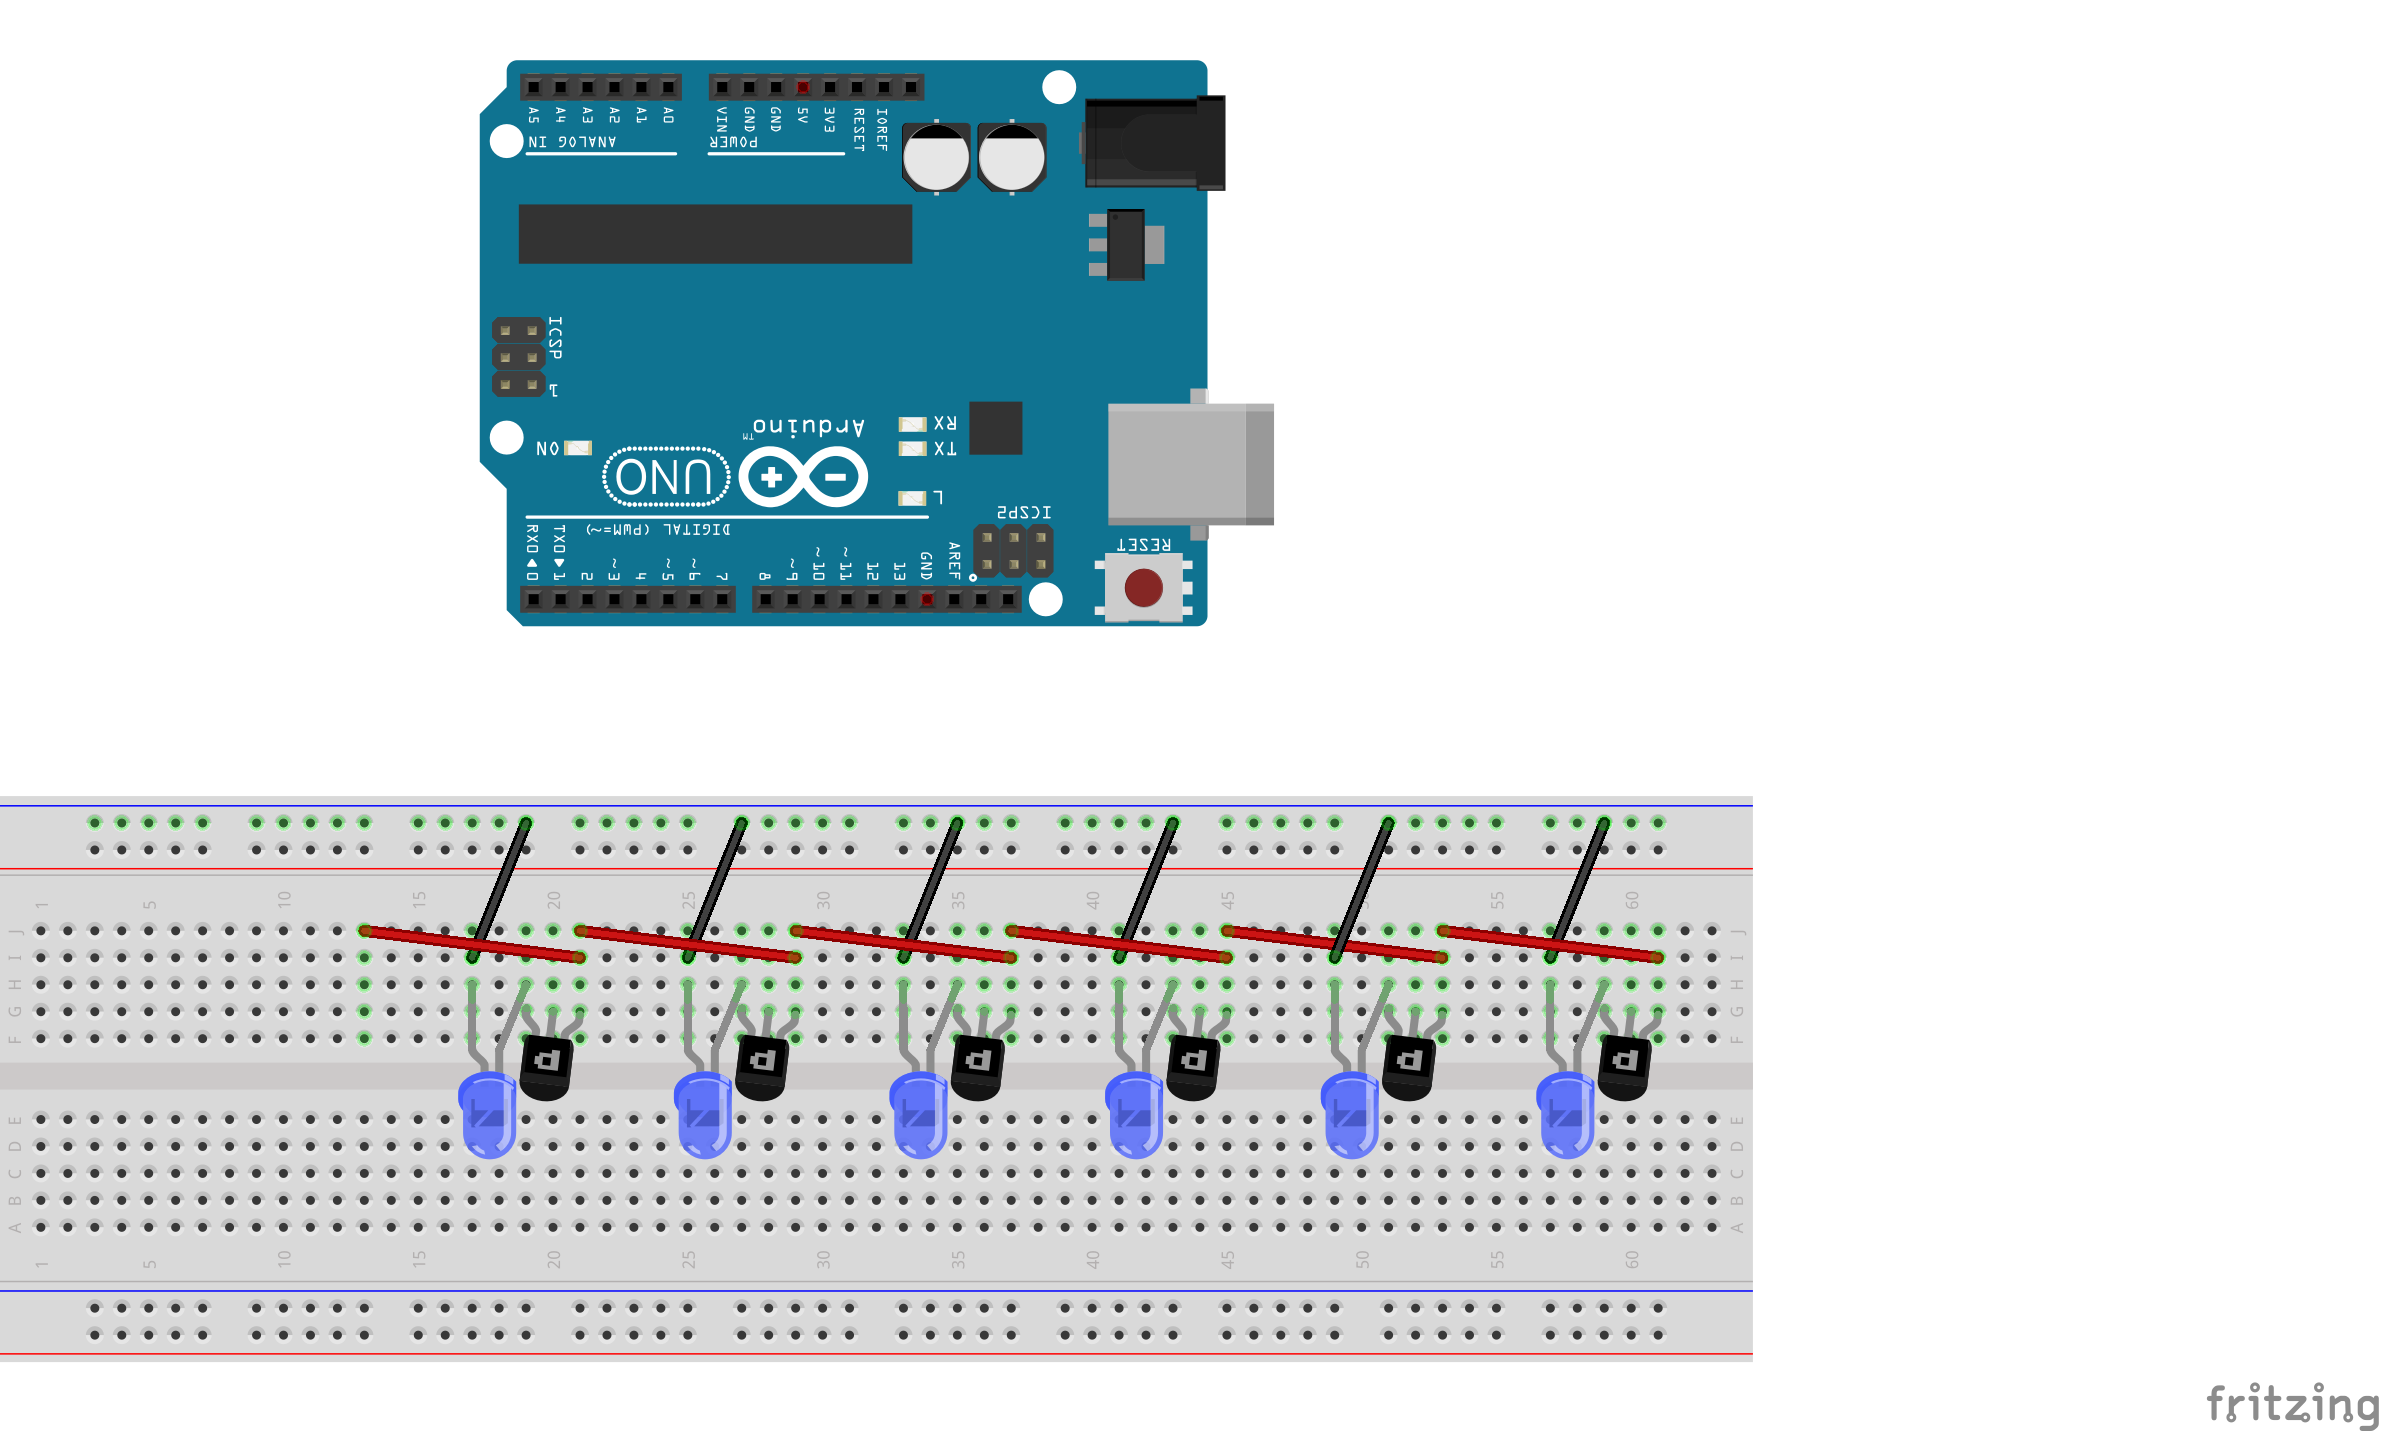 A5 A4 A3 A2 A1 A0
VIN GND GND 5V 3V3 RESET IOREF
ANALOG IN
POWER
ICSP
1
Arduino
TM
RX
TX
ON
UNO
L
ICSP2
DIGITAL (PWM=~)
RESET
RX0 0 TX0 1 2 ~3 4 ~5 ~6 7 8 ~9 ~10 ~11 12 13 GND AREF
1 5 10 15 20 25 30 35 40 45 55 60
J J
I I
H H
G G
F F
P P P P P P
E E
D D
C C
B B
A A
1 5 10 15 20 25 30 35 40 45 50 55 60
fritzing